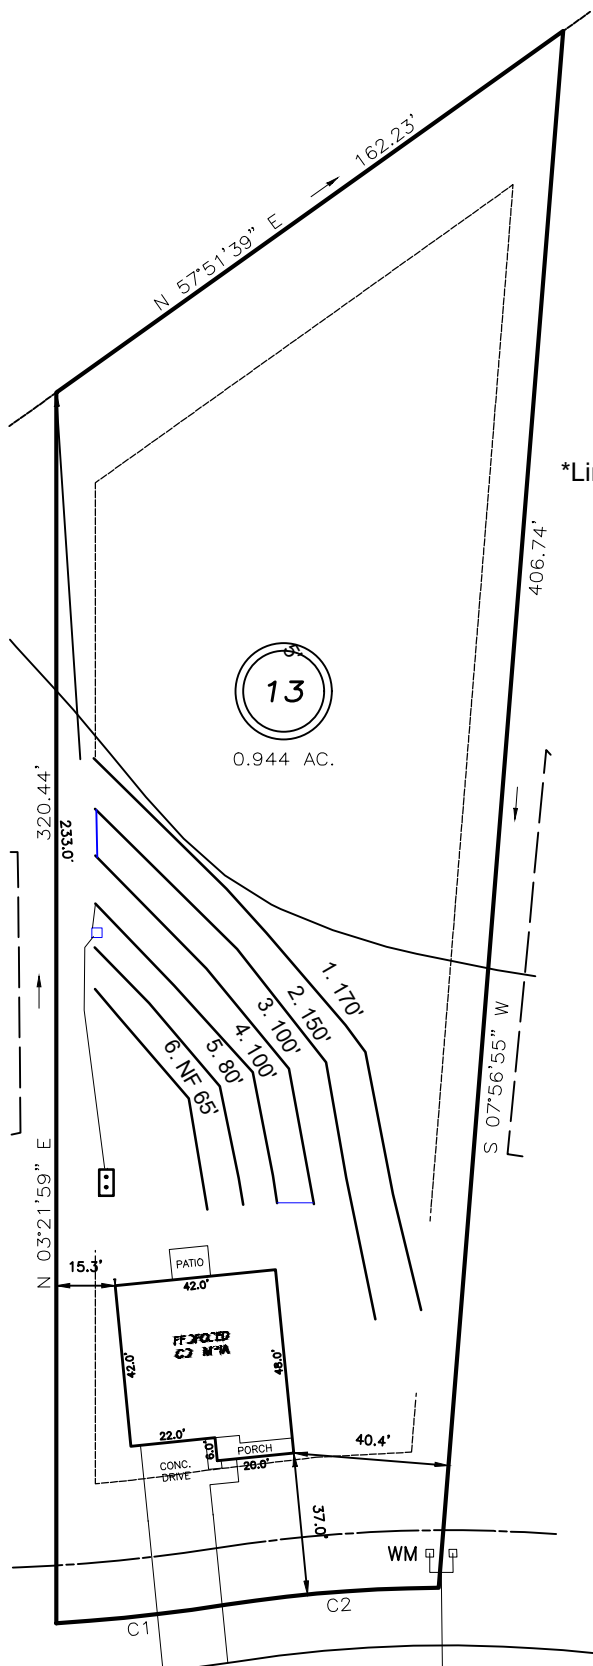 162.23'
N 57°51'39" E
*Li
406.74'
13
0.944 AC.
320.44'
233.0'
1. 170'
2. 150'
3. 100'
4. 100'
5. 80'
6. NF 65'
S 07°56'55" W
N 03°21'59" E
15.3'
PATIO
42.0'
42.0'
48.0'
22.0'
6.0'
PORCH
20.0'
40.4'
CONC.
DRIVE
37.0'
WM
C2
C1